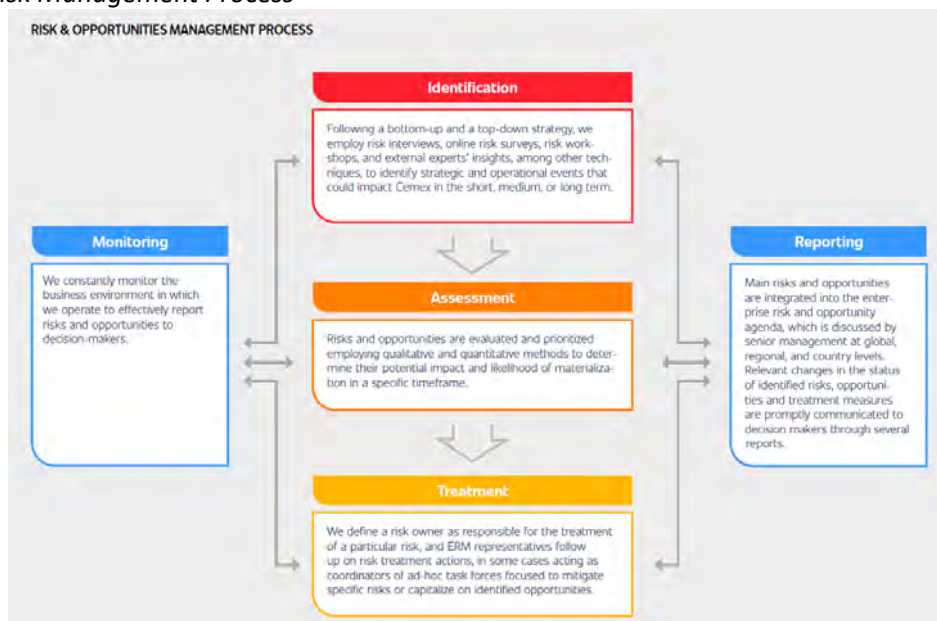 Risk Management Process
RISK & OPPORTUNITIES MANAGEMENT PROCESS
Identification
Following a bottom-up and a top-down strategy, we
employ risk interviews, online risk surveys, risk work-
shops, and external experts' insights, among other tech-
niques, to identify strategic and operational events that
could impact Cemex in the short, medium, or long term.
Monitoring
We constantly monitor the
business environment in which
we operate to effectively report
risks and opportunities to
decision-makers.
Assessment
Risks and opportunities are evaluated and prioritized
employing qualitative and quantitative methods to deter-
mine their potential impact and likelihood of materializa-
tion in a specific timeframe.
Reporting
Main risks and opportunities
are integrated into the enter-
prise risk and opportunity
agenda, which is discussed by
senior management at global,
regional, and country levels.
Relevant changes in the status
of identified risks, opportuni-
ties and treatment measures
are promptly communicated to
decision makers through several
reports.
Treatment
We define a risk owner as responsible for the treatment
of a particular risk, and ERM representatives follow
up on risk treatment actions, in some cases acting as
coordinators of ad-hoc task forces focused to mitigate
specific risks or capitalize on identified opportunities.